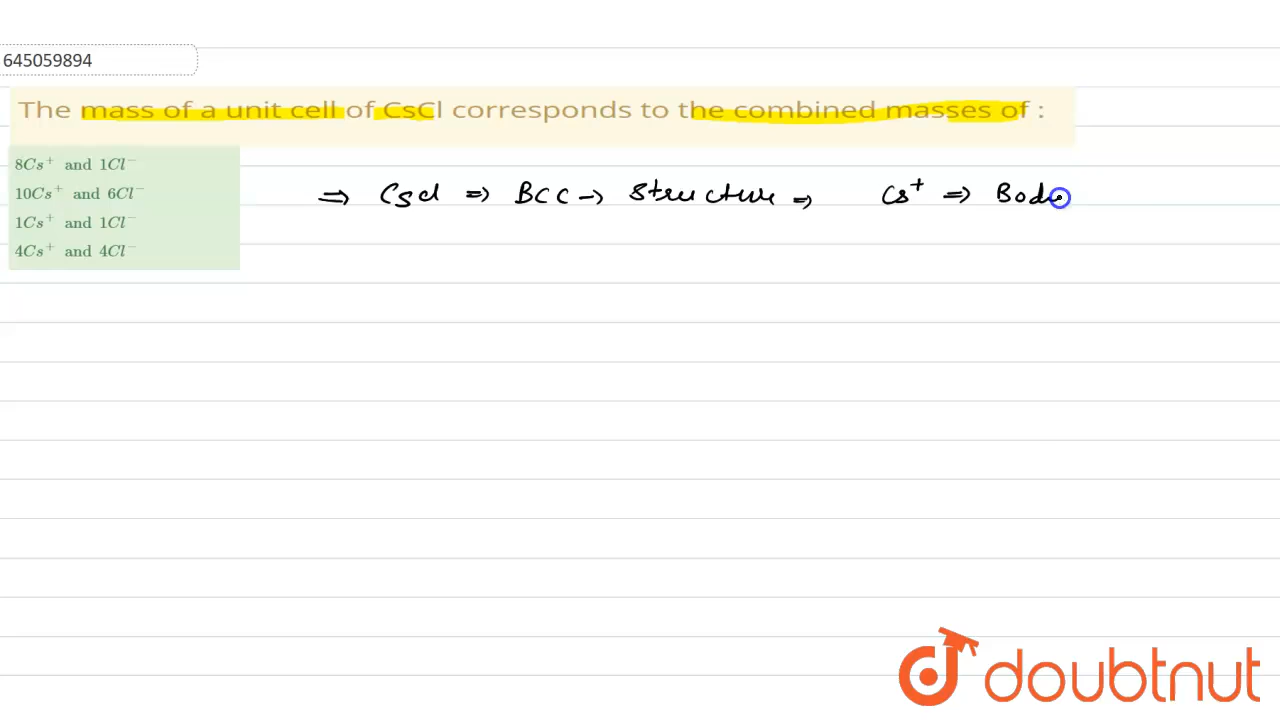 645059894
The mass of a unit cell of CsCl corresponds to the combined masses of :
8Cs⁺ and 1Cl⁻
10Cs⁺ and 6Cl⁻
1Cs⁺ and 1Cl⁻
4Cs⁺ and 4Cl⁻
⇒ CsCl ⇒ BCC → Structure ⇒ Cs⁺ ⇒ Bod
doubtnut